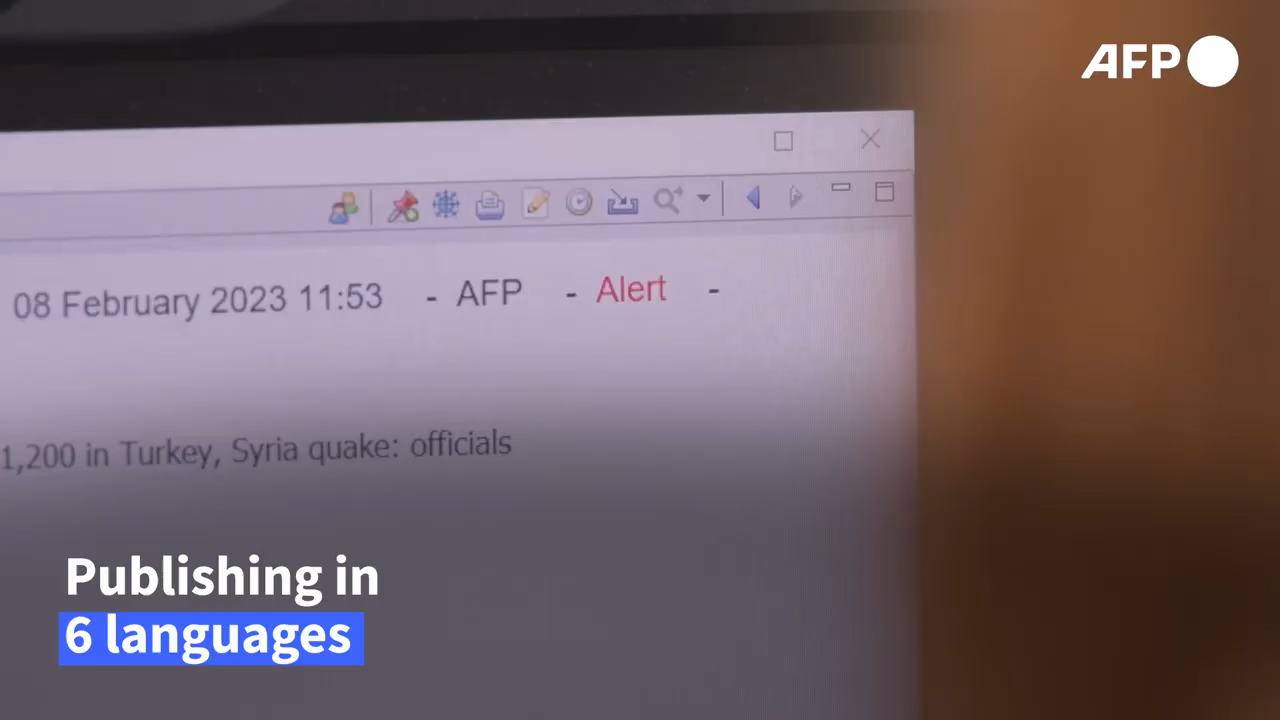 AFP
08 February 2023 11:53 - AFP - Alert -
1,200 in Turkey, Syria quake: officials
Publishing in
6 languages